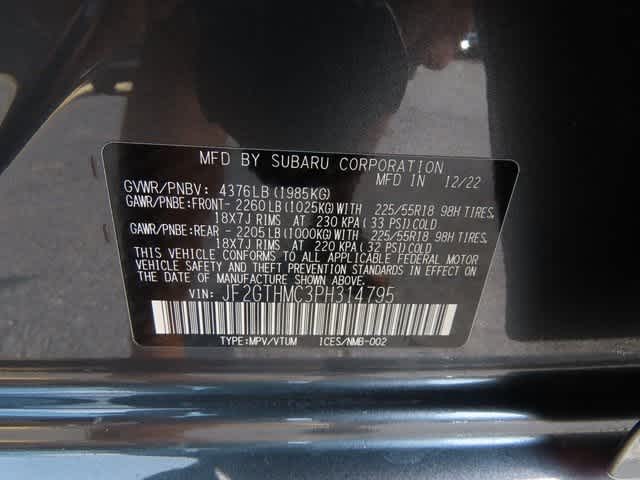 MFD BY SUBARU CORPORATION
GVWR/PNBV: 4376LB(1985KG) MFD IN 12/22
GAWR/PNBE:FRONT- 2260LB(1025KG)WITH 225/55R18 98H TIRES,
18X7J RIMS AT 230 KPA(33 PSI)COLD
GAWR/PNBE:REAR - 2205LB(1000KG)WITH 225/55R18 98H TIRES,
18X7J RIMS AT 220 KPA(32 PSI)COLD
THIS VEHICLE CONFORMS TO ALL APPLICABLE FEDERAL MOTOR
VEHICLE SAFETY AND THEFT PREVENTION STANDARDS IN EFFECT
ON THE DATE OF MANUFACTURE SHOWN ABOVE.
VIN: JF2GTHMC3PH314795
TYPE:MPV/VTUM ICES/NMB-002